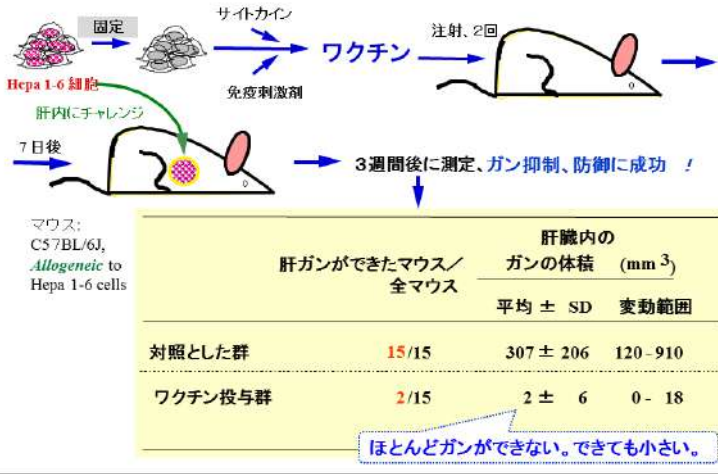 固定
サイトカイン
ワクチン
注射、2回
免疫刺激剤
Hepa 1-6 細胞
肝内にチャレンジ
7日後
3週間後に測定、ガン抑制、防御に成功 !
マウス:
C57BL/6J,
Allogeneic to
Hepa 1-6 cells
肝ガンができたマウス/
全マウス
肝臓内の
ガンの体積 (mm 3)
平均 ± SD 変動範囲
対照とした群 15/15 307 ± 206 120-910
ワクチン投与群 2/15 2 ± 6 0- 18
ほとんどガンができない。できても小さい。